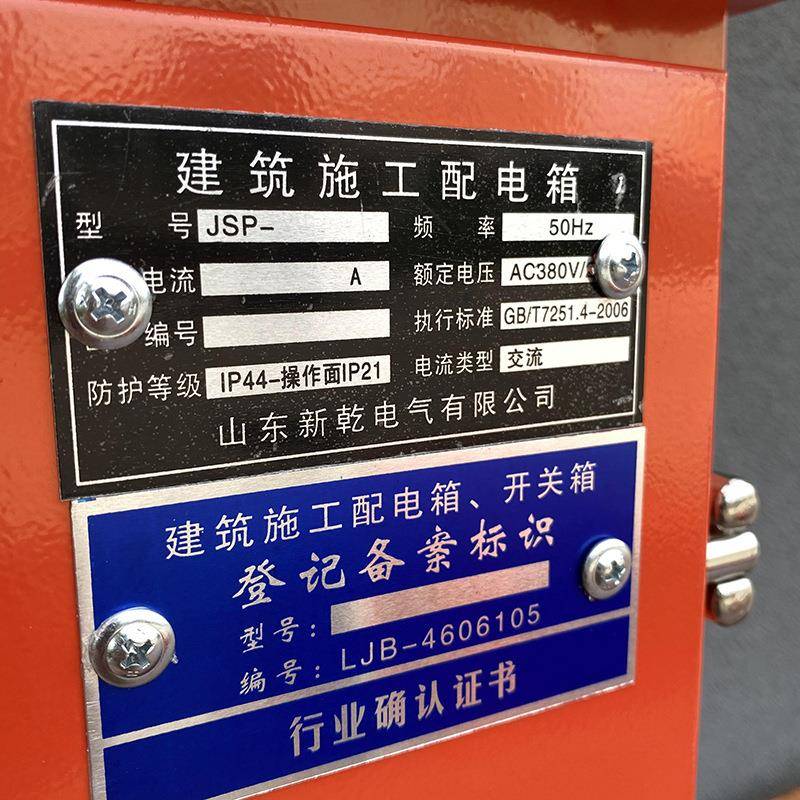 建筑施工配电箱
型 号 JSP- 频 率 50Hz
电流 A 额定电压 AC380V/
编号 执行标准 GB/T7251.4-2006
防护等级 IP44-操作面IP21 电流类型 交流
山东新乾电气有限公司
建筑施工配电箱、开关箱
登记备案标识
型号:
编号: LJB-4606105
行业确认证书